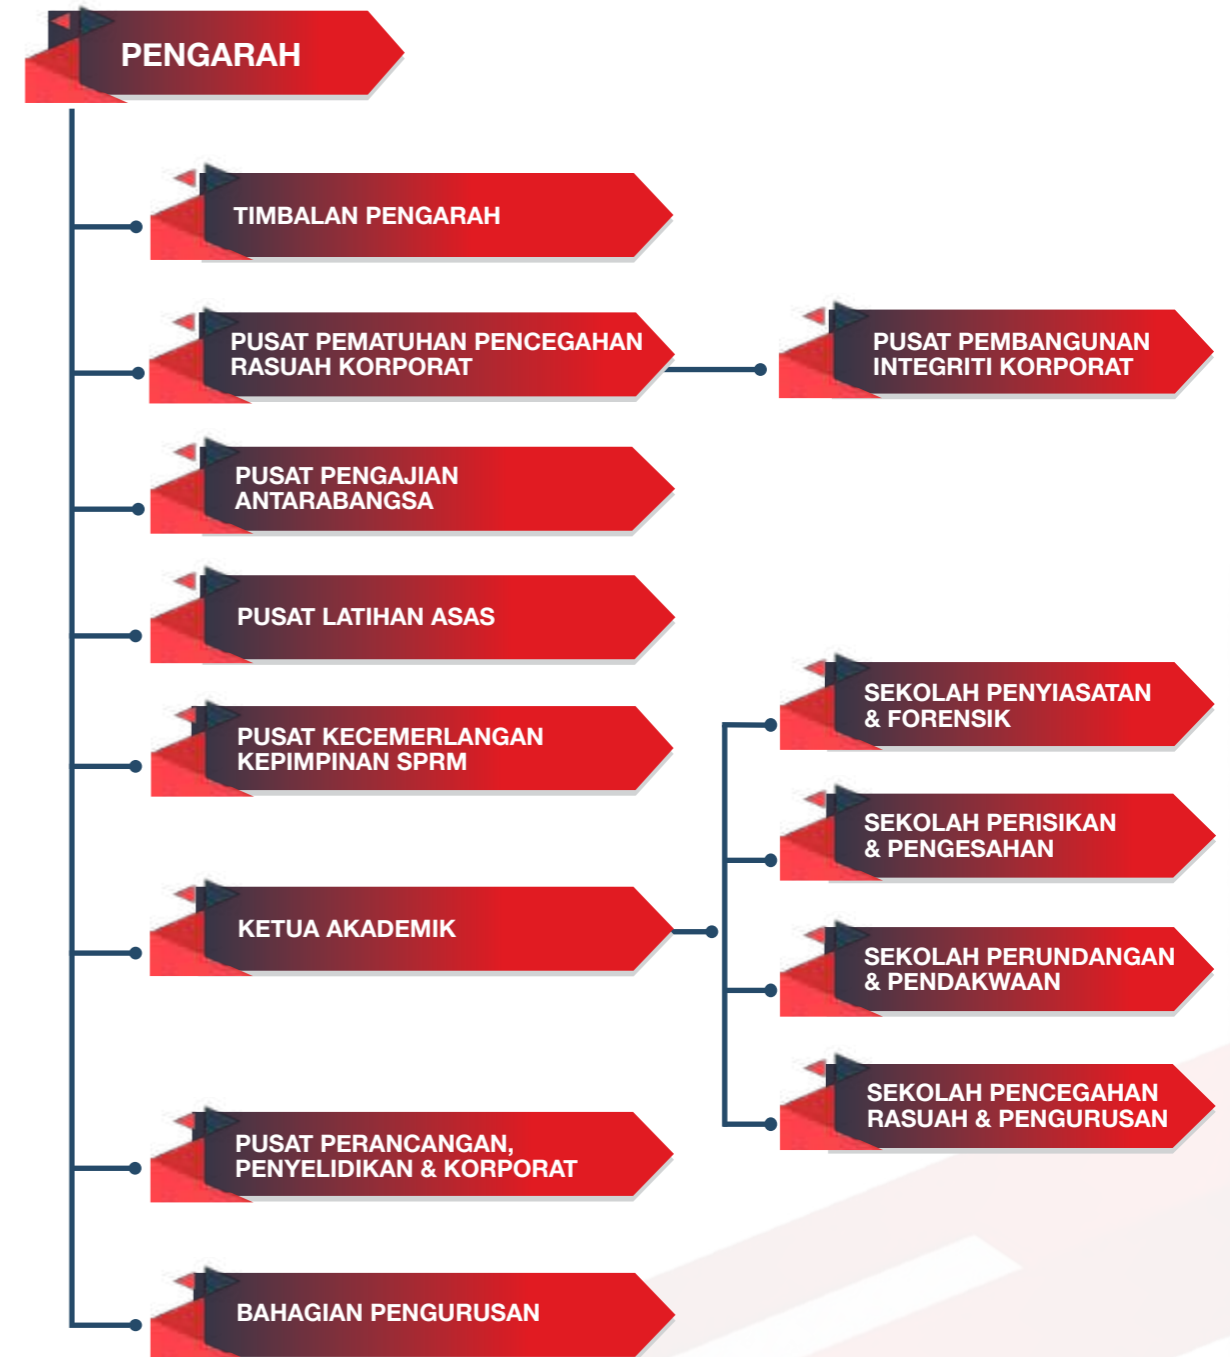 PENGARAH
TIMBALAN PENGARAH
PUSAT PEMATUHAN PENCEGAHAN
RASUAH KORPORAT
PUSAT PEMBANGUNAN
INTEGRITI KORPORAT
PUSAT PENGAJIAN
ANTARABANGSA
PUSAT LATIHAN ASAS
PUSAT KECEMERLANGAN
KEPIMPINAN SPRM
KETUA AKADEMIK
SEKOLAH PENYIASATAN
& FORENSIK
SEKOLAH PERISIKAN
& PENGESAHAN
SEKOLAH PERUNDANGAN
& PENDAKWAAN
SEKOLAH PENCEGAHAN
RASUAH & PENGURUSAN
PUSAT PERANCANGAN,
PENYELIDIKAN & KORPORAT
BAHAGIAN PENGURUSAN